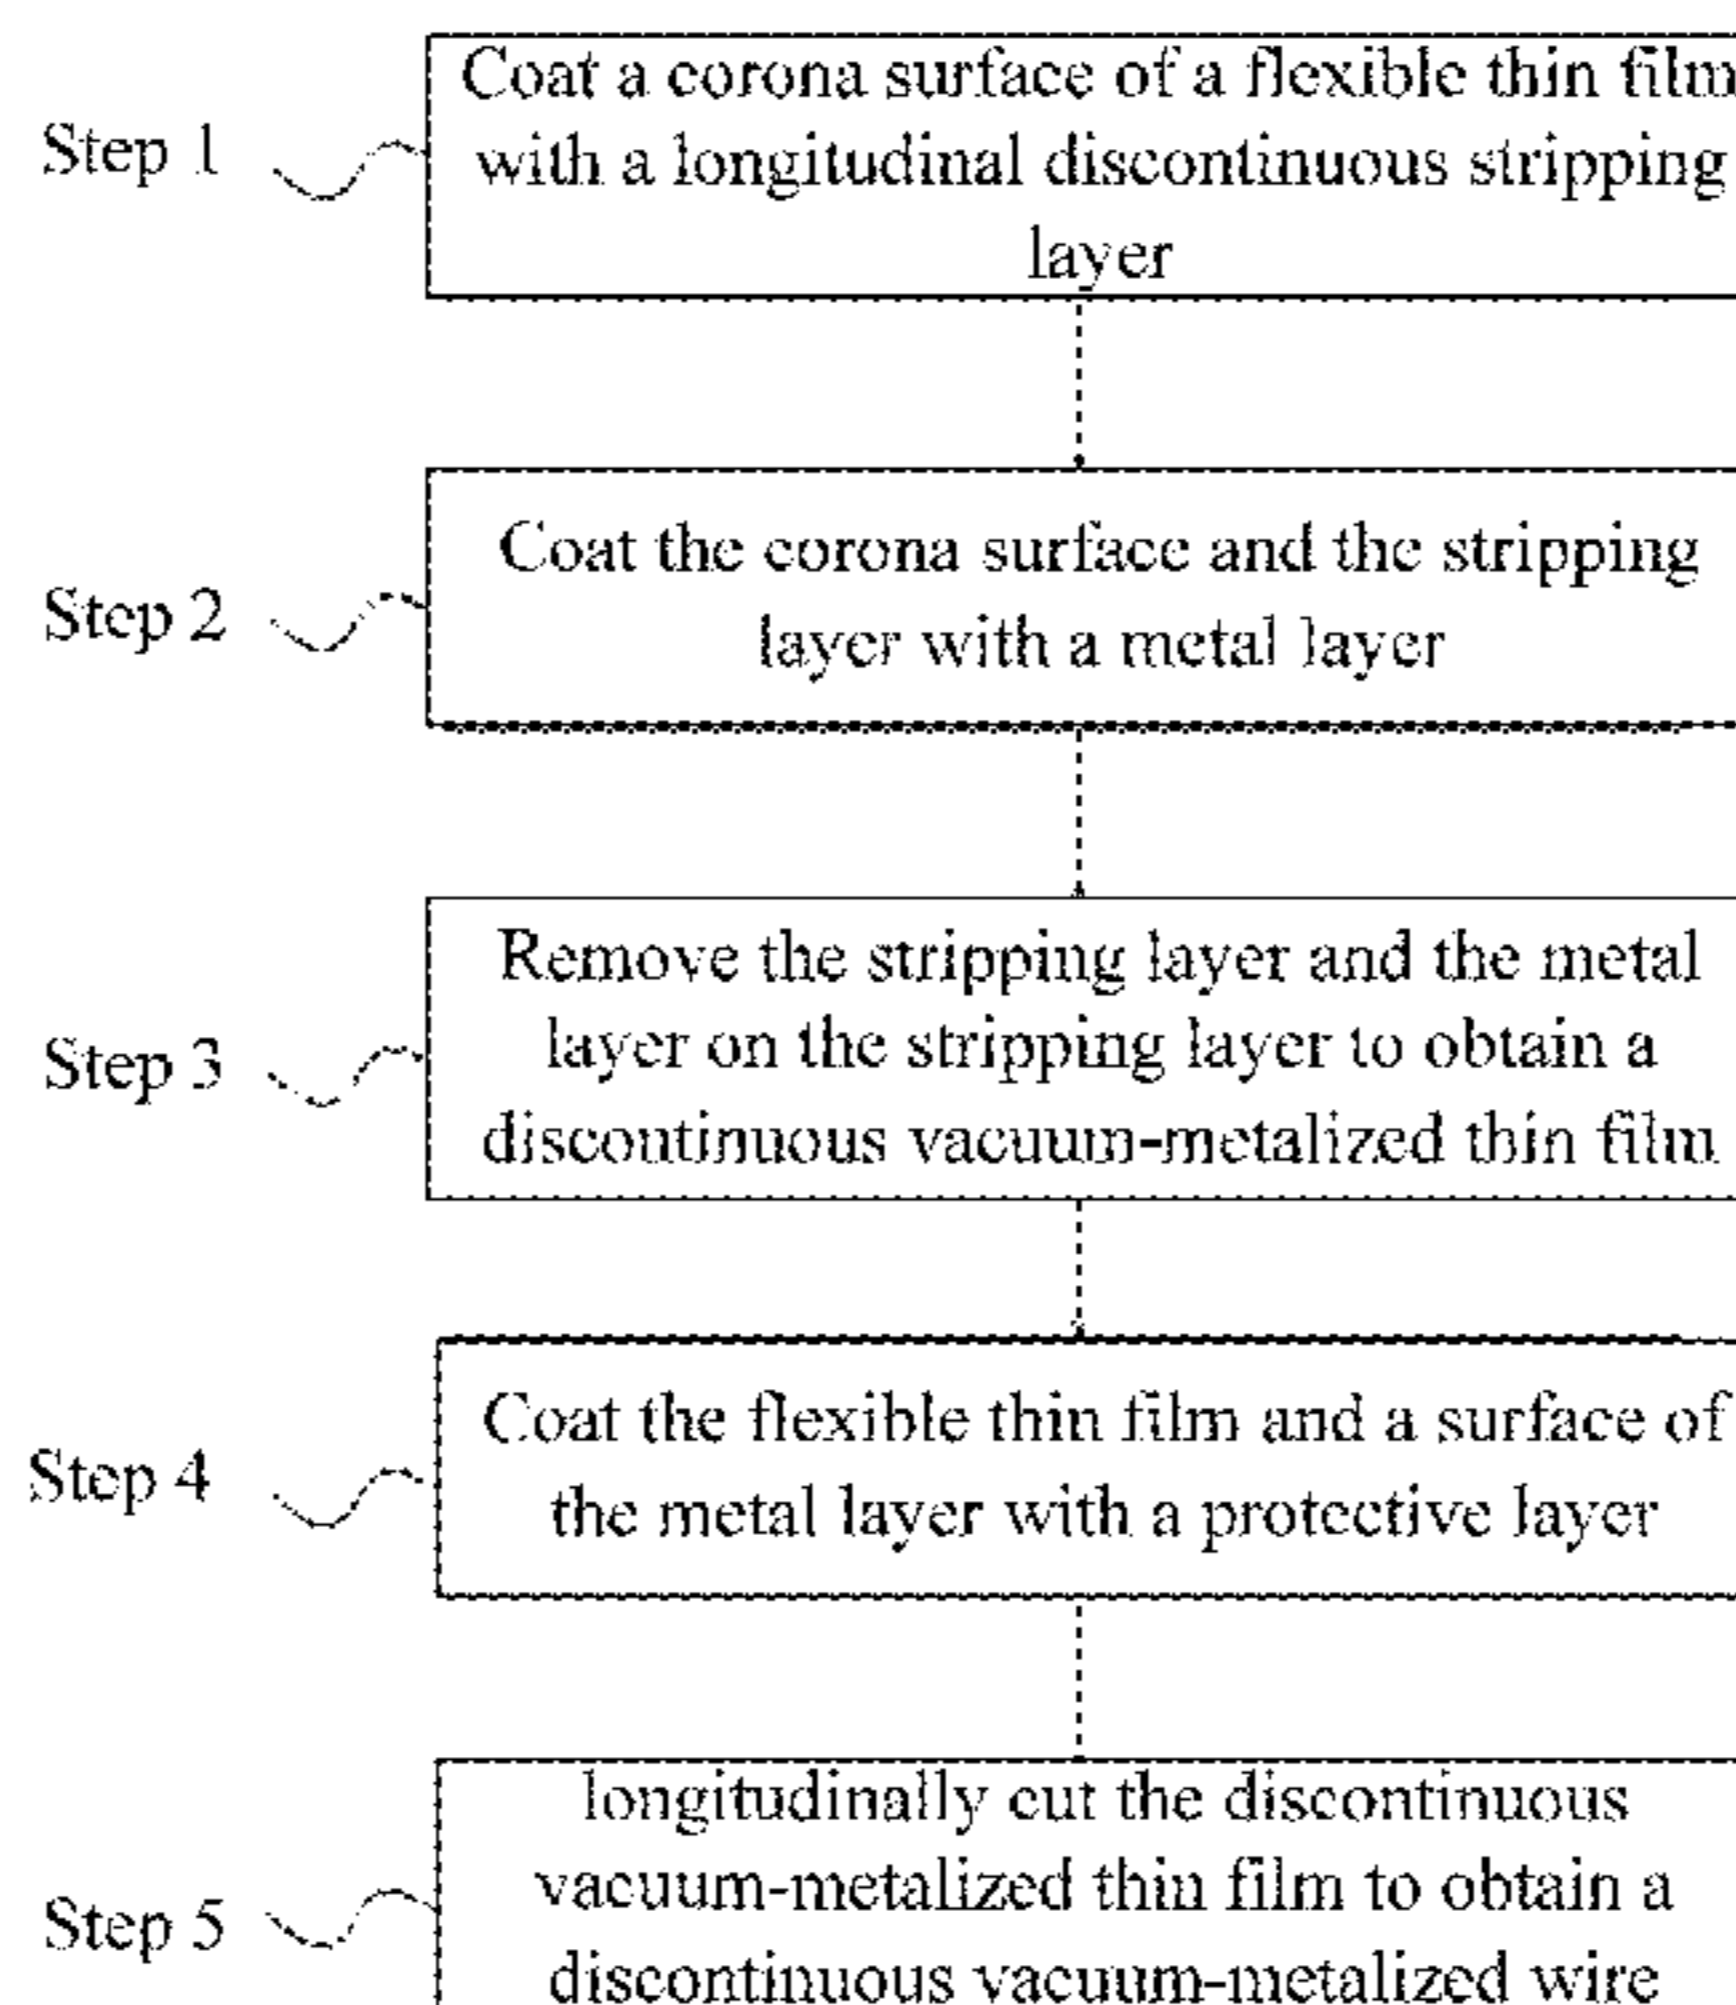 Coat a corona surface of a flexible thin film
Step 1
with a longitudinal discontinuous stripping
layer
Coat the corona surface and the stripping
Step 2
layer with a metal layer
Remove the stripping layer and the metal
Step 3
layer on the stripping layer to obtain a
discontinuous vacuum-metalized thin film
Coat the flexible thin film and a surface of
Step 4
the metal layer with a protective layer
longitudinally cut the discontinuous
vacuum-metalized thin film to obtain a
Step 5
discontinuous vacuum-metalized wire